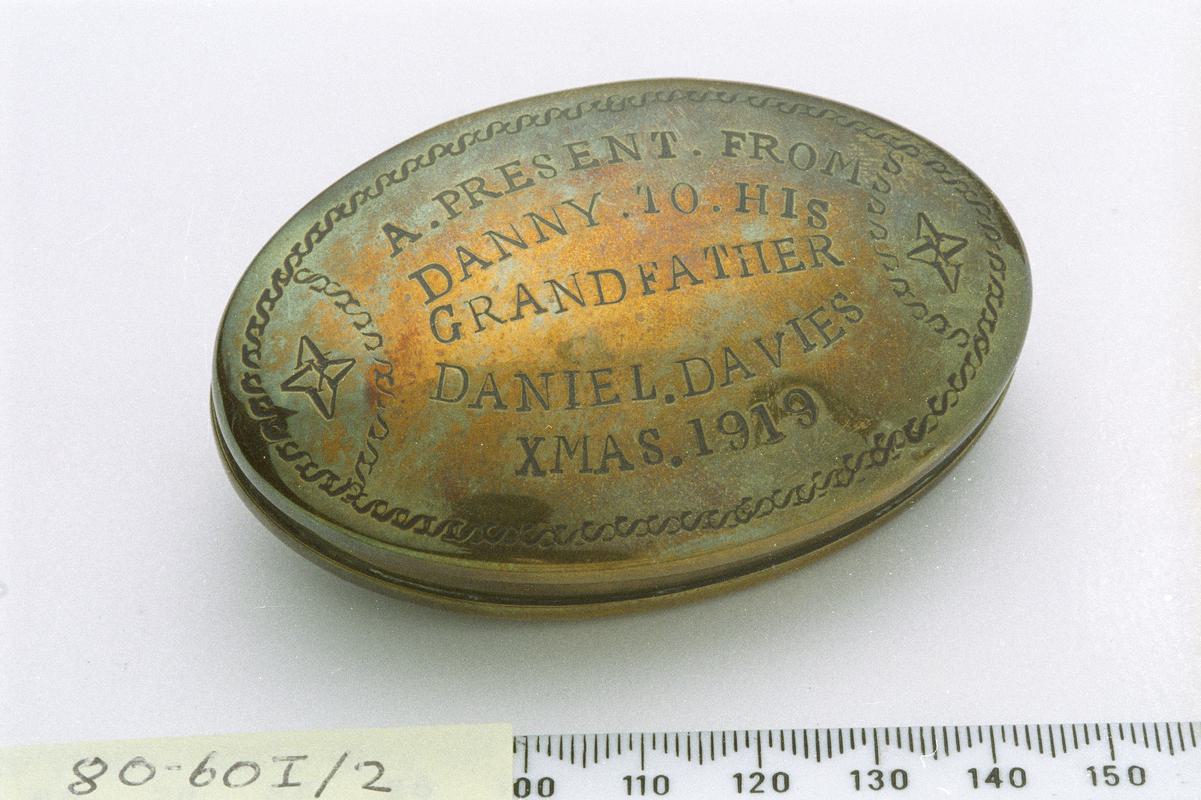 A.PRESENT.FROM
DANNY.TO.HIS
GRANDFATHER
DANIEL.DAVIES
XMAS.1919
80-60I/2
00 110 120 130 140 150